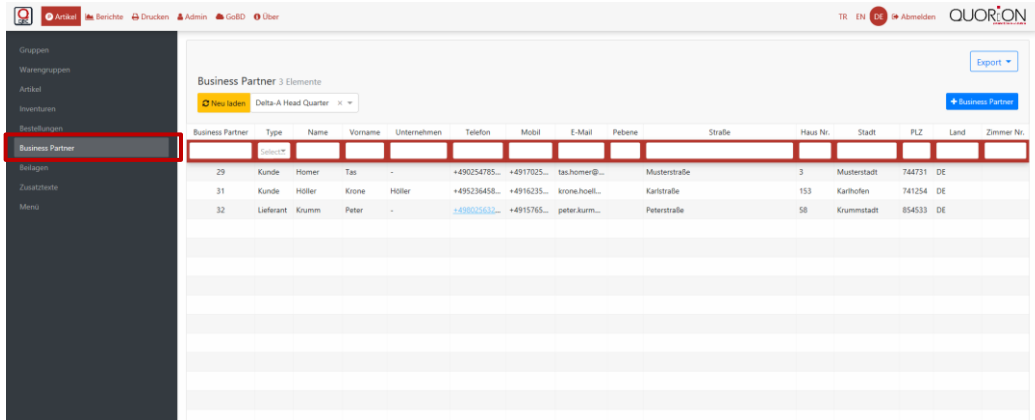 Artikel Berichte Drucken Admin GoBD Über TR EN DE Abmelden QUORION
Gruppen
Warengruppen
Artikel
Inventuren
Bestellungen
Business Partner
Beilagen
Zusatztexte
Menü
Export
Business Partner 3 Elemente
Neu laden Delta-A Head Quarter ×
+ Business Partner
Business Partner Type Name Vorname Unternehmen Telefon Mobil E-Mail Pebene Straße Haus Nr. Stadt PLZ Land Zimmer Nr.
Select
29 Kunde Homer Tas - +490254785... +4917025... tas.homer@... Musterstraße 3 Musterstadt 744731 DE
31 Kunde Höller Krone Höller +495236458... +4916235... krone.hoell... Karlstraße 153 Karlhofen 741254 DE
32 Lieferant Krumm Peter - +498025632... +4915765... peter.kurm... Peterstraße 58 Krummstadt 854533 DE